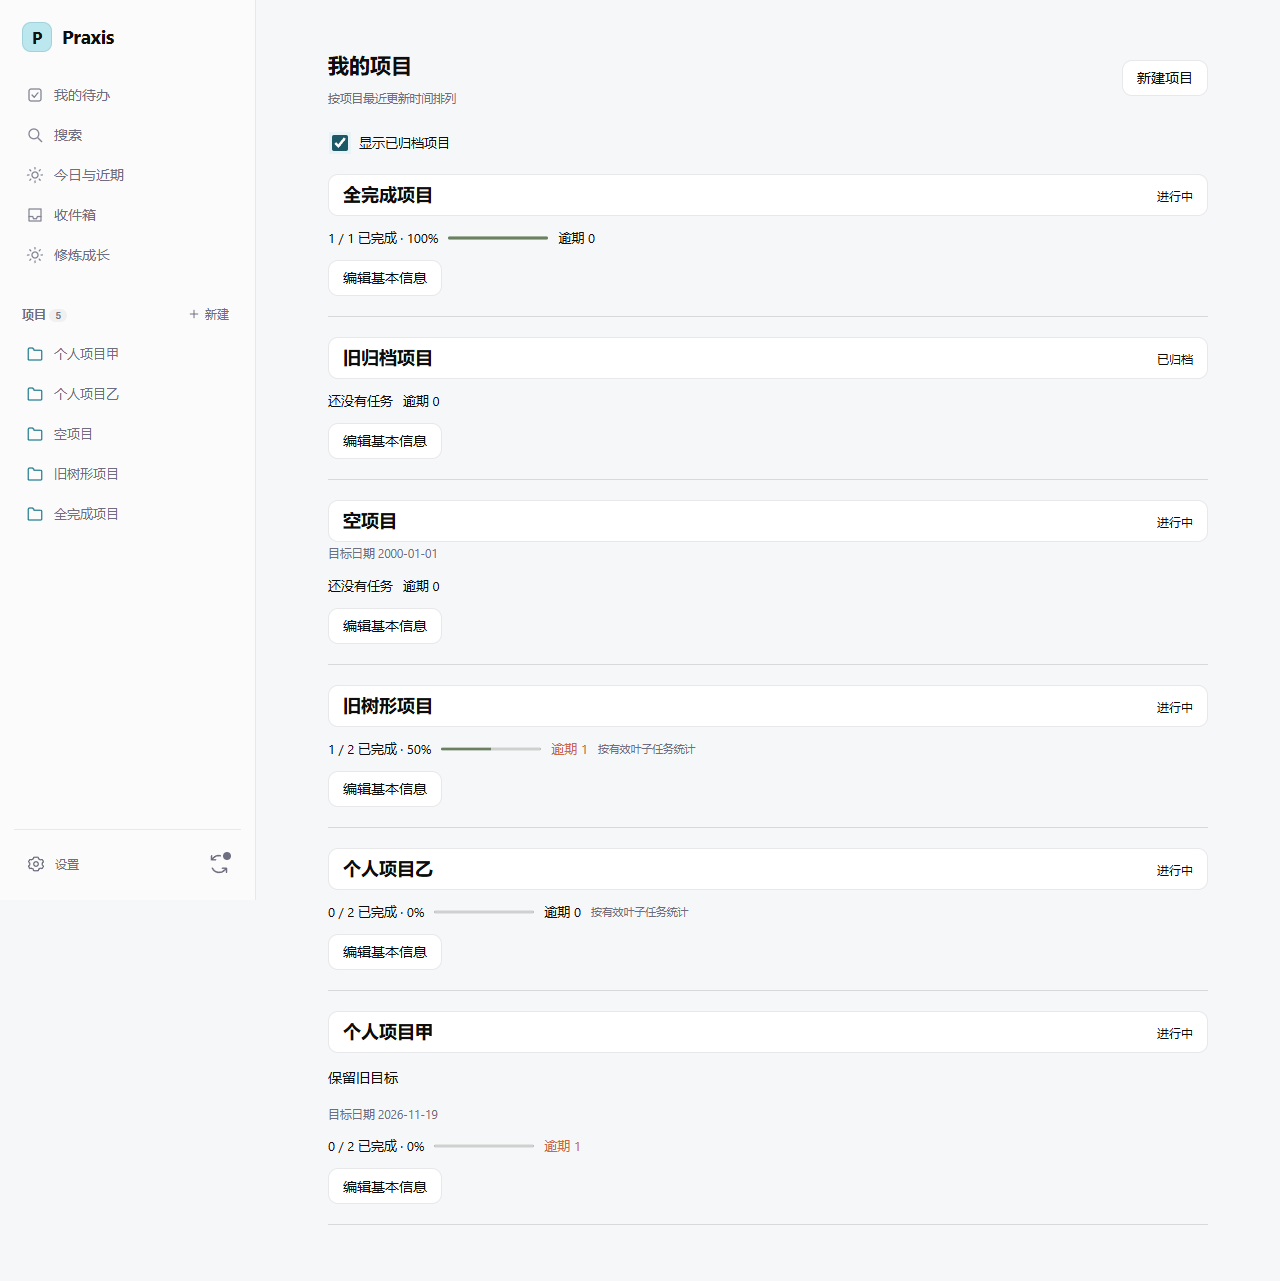 P Praxis
我的待办
搜索
今日与近期
收件箱
修炼成长
项目 5 + 新建
个人项目甲
个人项目乙
空项目
旧树形项目
全完成项目
设置
我的项目
新建项目
按项目最近更新时间排列
显示已归档项目
全完成项目 进行中
1 / 1 已完成 · 100% 逾期 0
编辑基本信息
旧归档项目 已归档
还没有任务 逾期 0
编辑基本信息
空项目 进行中
目标日期 2000-01-01
还没有任务 逾期 0
编辑基本信息
旧树形项目 进行中
1 / 2 已完成 · 50% 逾期 1 按有效叶子任务统计
编辑基本信息
个人项目乙 进行中
0 / 2 已完成 · 0% 逾期 0 按有效叶子任务统计
编辑基本信息
个人项目甲 进行中
保留旧目标
目标日期 2026-11-19
0 / 2 已完成 · 0% 逾期 1
编辑基本信息